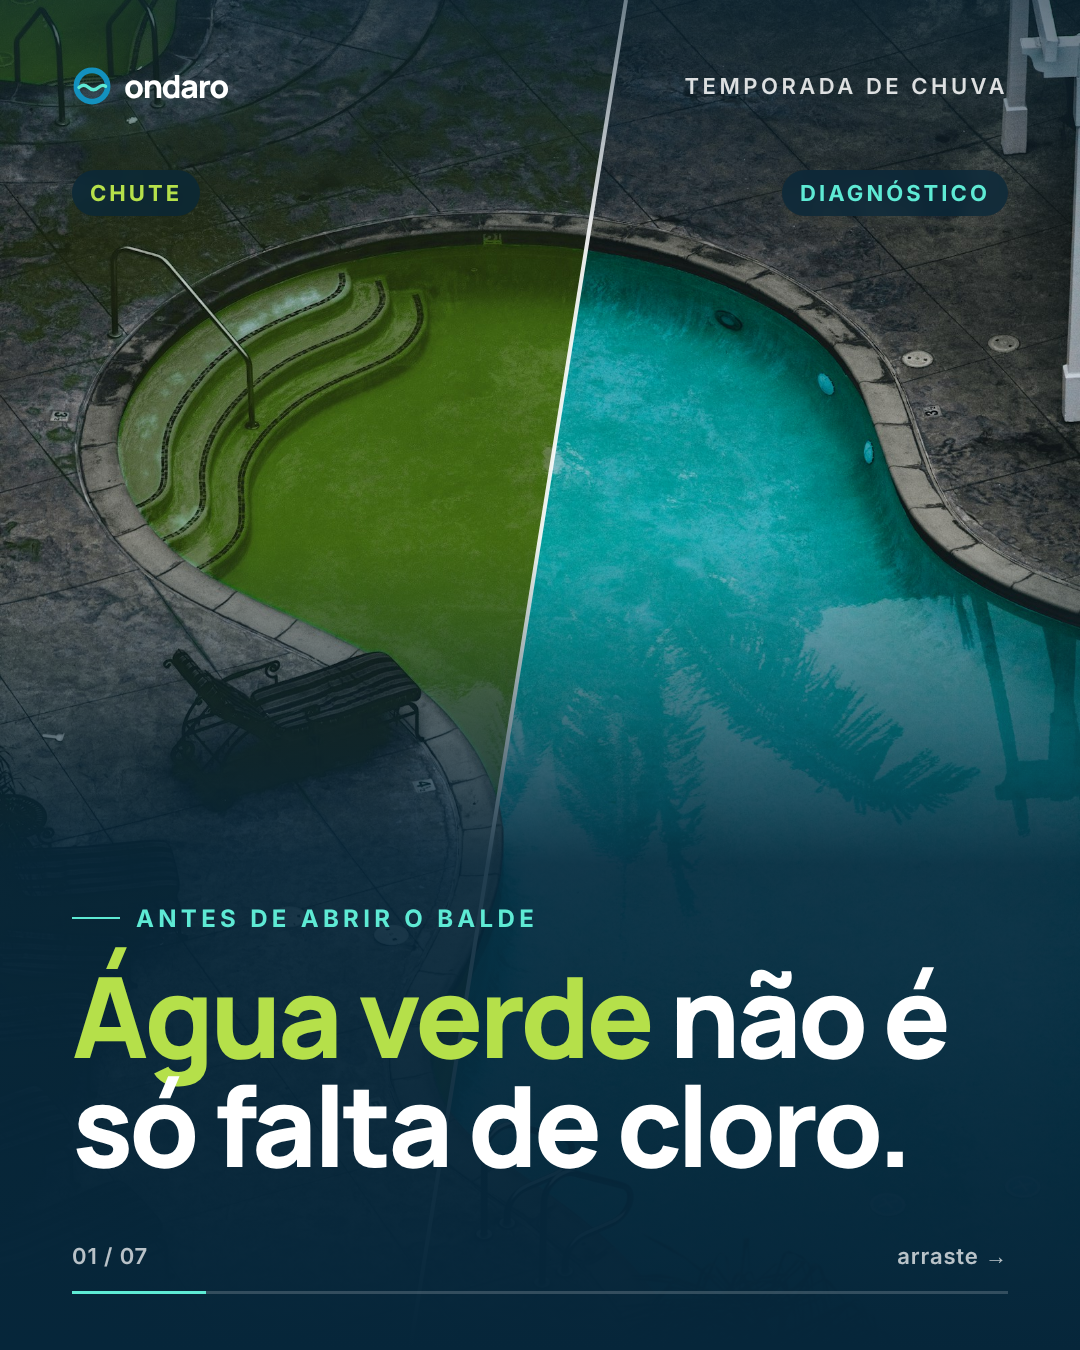 ondaro
TEMPORADA DE CHUVA
CHUTE
DIAGNÓSTICO
ANTES DE ABRIR O BALDE
Água verde não é
só falta de cloro.
01 / 07
arraste →